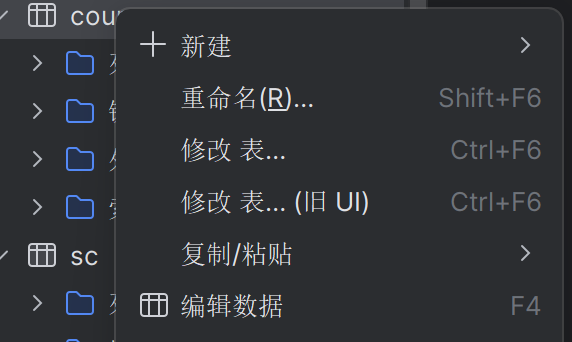 新建
重命名(R)... Shift+F6
修改 表... Ctrl+F6
修改 表... (旧 UI) Ctrl+F6
复制/粘贴
sc
编辑数据 F4